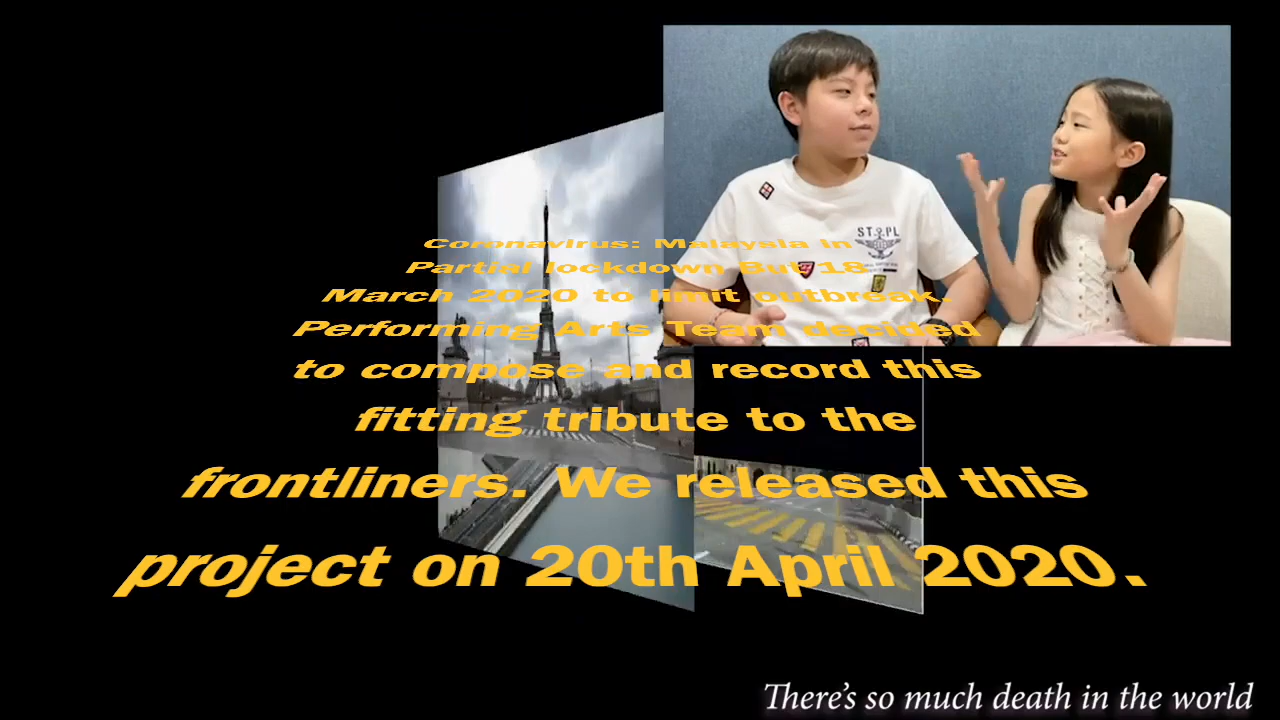 Coronavirus: Malaysia in
Partial lockdown But 18
March 2020 to limit outbreak.
Performing Arts Team decided
to compose and record this
fitting tribute to the
frontliners. We released this
project on 20th April 2020.
ST.PL
There's so much death in the world